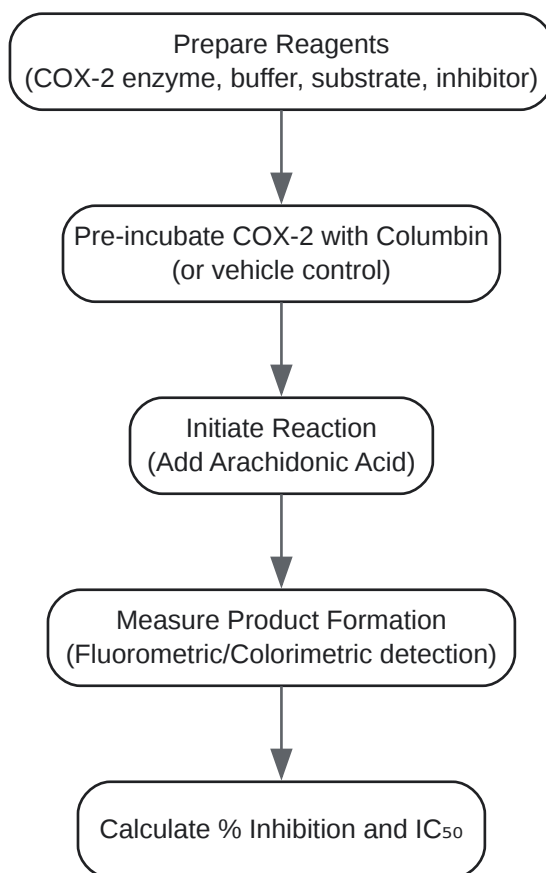 Prepare Reagents
(COX-2 enzyme, buffer, substrate, inhibitor)
Pre-incubate COX-2 with Columbin
(or vehicle control)
Initiate Reaction
(Add Arachidonic Acid)
Measure Product Formation
(Fluorometric/Colorimetric detection)
Calculate % Inhibition and IC₅₀